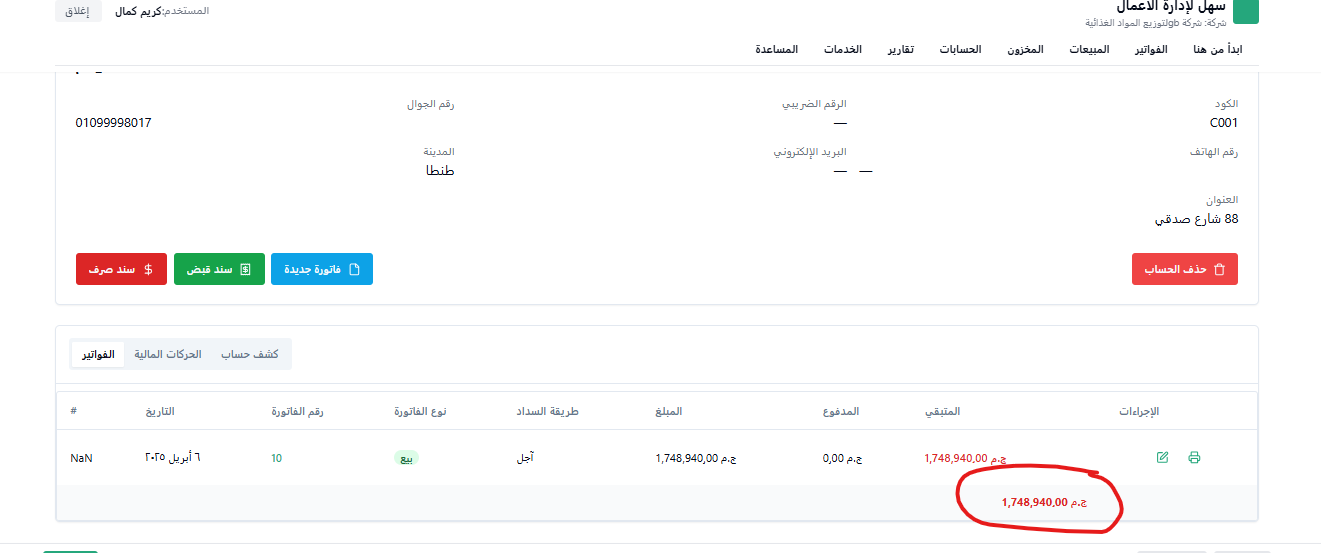 سهل لإدارة الأعمال
شركة: شركة gbلتوزيع المواد الغذائية
المستخدم:كريم كمال
إغلاق
ابدأ من هنا
الفواتير
المبيعات
المخزون
الحسابات
تقارير
الخدمات
المساعدة
الكود
C001
الرقم الضريبي
—
رقم الجوال
01099998017
رقم الهاتف
—
البريد الإلكتروني
—
المدينة
طنطا
العنوان
88 شارع صدقي
حذف الحساب
فاتورة جديدة
سند قبض
سند صرف
كشف حساب
الحركات المالية
الفواتير
# التاريخ رقم الفاتورة نوع الفاتورة طريقة السداد المبلغ المدفوع المتبقي الإجراءات
NaN ٦ أبريل ٢٠٢٥ 10 بيع آجل ج.م 1,748,940,00 ج.م 0,00 ج.م 1,748,940,00
ج.م 1,748,940,00